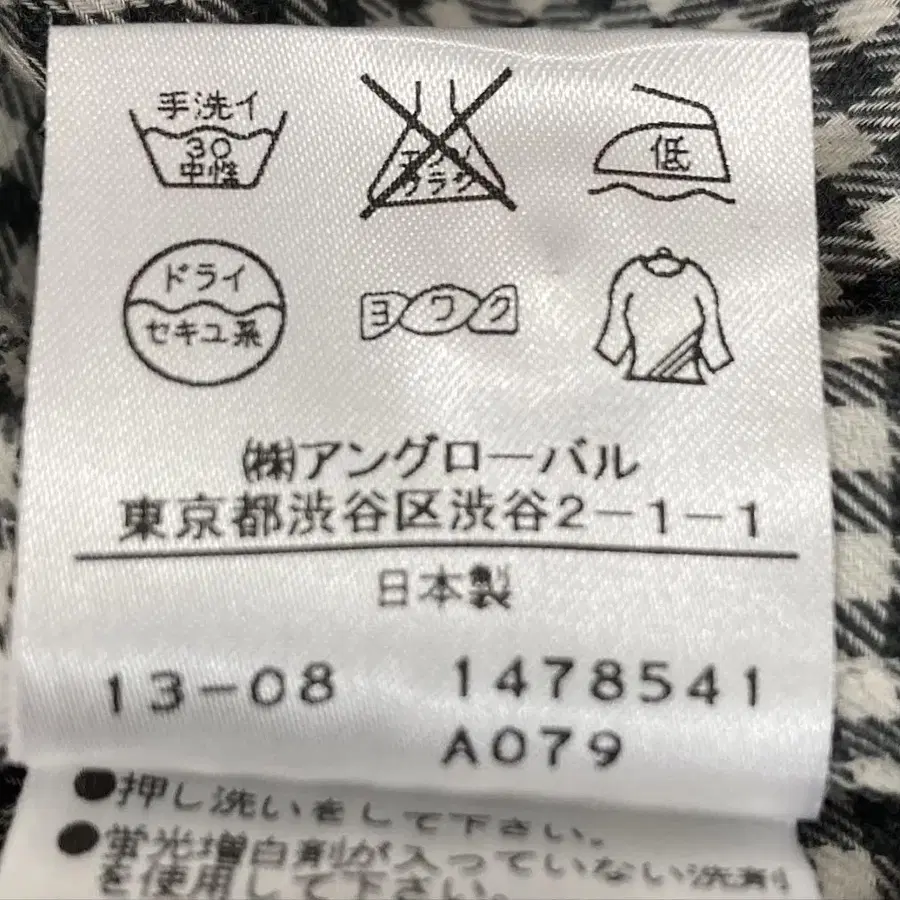 手洗イ
30
中性
エンソ
サラシ
低
ドライ
セキユ系
ヨワク
㈱アングローバル
東京都渋谷区渋谷2-1-1
日本製
13-08 1478541
A079
●押し洗いをして下さい。
●蛍光増白剤が入っていない洗剤
を使用して下さい。